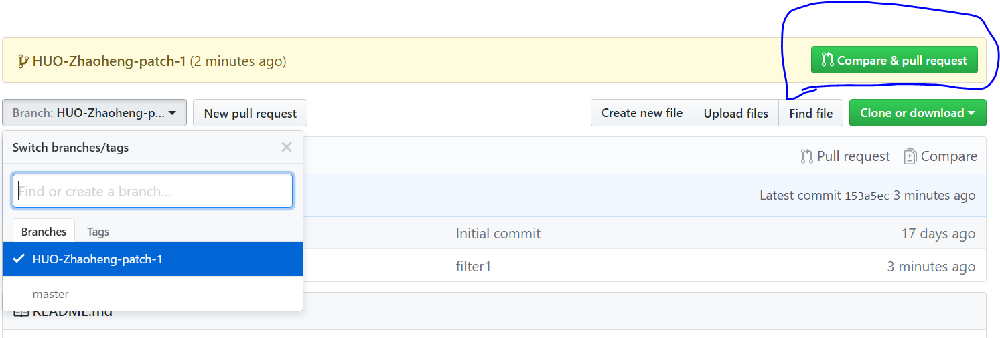 HUO-Zhaoheng-patch-1 (2 minutes ago)
Compare & pull request
Branch: HUO-Zhaoheng-p...
New pull request
Create new file
Upload files
Find file
Clone or download
Switch branches/tags
Pull request
Compare
Find or create a branch...
Latest commit 153a5ec 3 minutes ago
Branches
Tags
Initial commit
17 days ago
HUO-Zhaoheng-patch-1
filter1
3 minutes ago
master
README.md